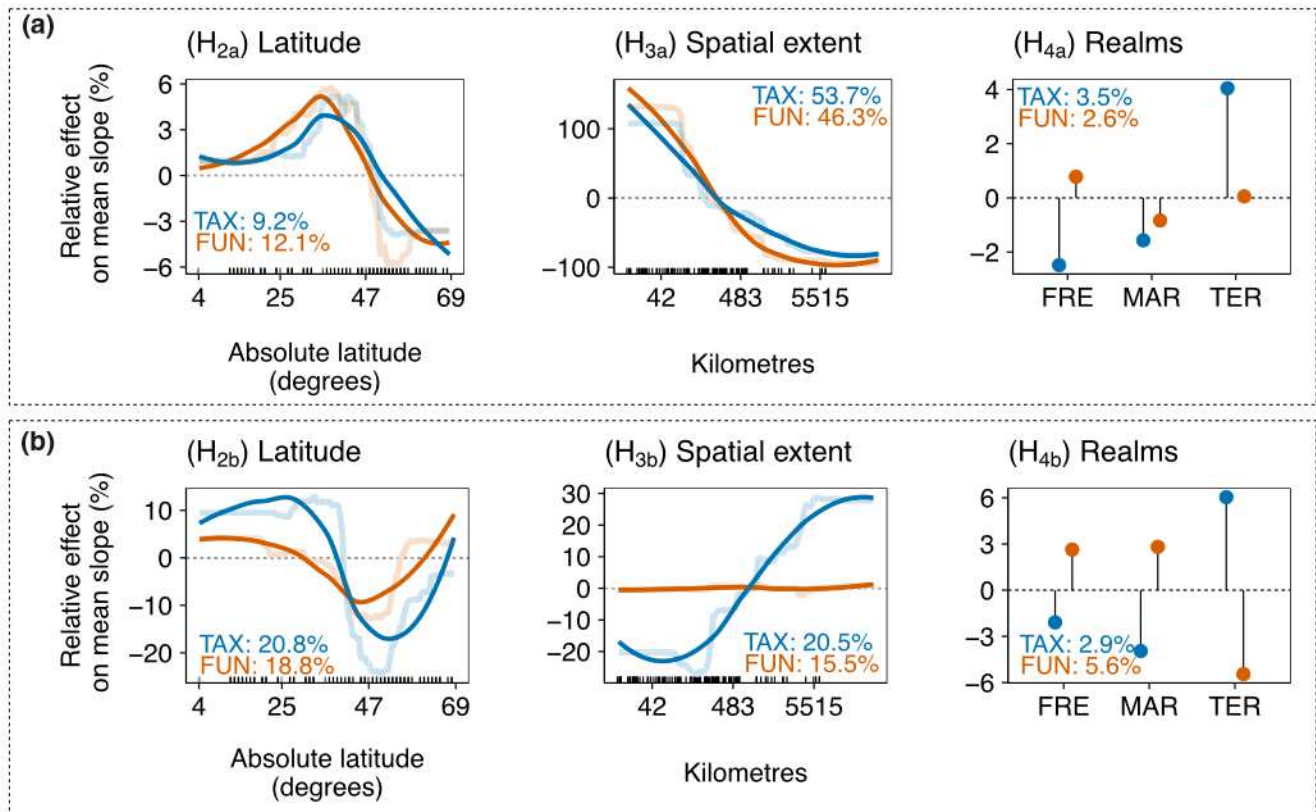 (a)
(H2a) Latitude
(H3a) Spatial extent
(H4a) Realms
Relative effect
on mean slope (%)
6
3
0
−3
−6
TAX: 9.2%
FUN: 12.1%
4 25 47 69
Absolute latitude
(degrees)
100
0
−100
TAX: 53.7%
FUN: 46.3%
42 483 5515
Kilometres
4
2
0
−2
TAX: 3.5%
FUN: 2.6%
FRE MAR TER
(b)
(H2b) Latitude
(H3b) Spatial extent
(H4b) Realms
Relative effect
on mean slope (%)
10
0
−10
−20
TAX: 20.8%
FUN: 18.8%
4 25 47 69
Absolute latitude
(degrees)
30
20
10
0
−10
−20
TAX: 20.5%
FUN: 15.5%
42 483 5515
Kilometres
6
3
0
−3
−6
TAX: 2.9%
FUN: 5.6%
FRE MAR TER